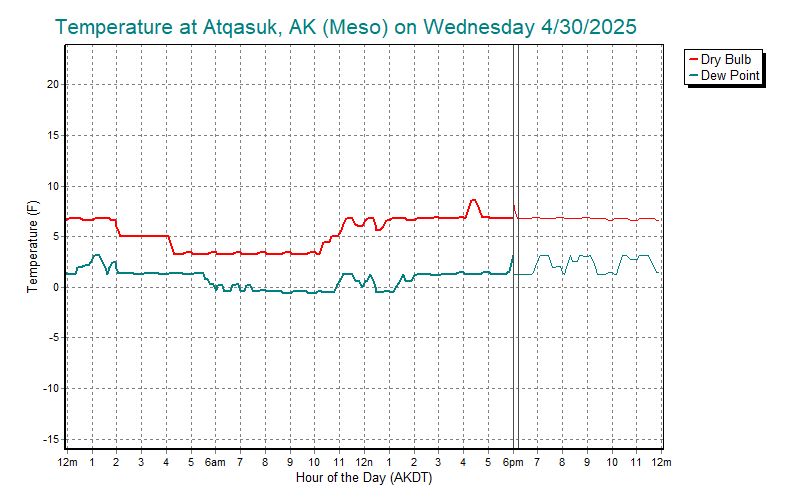 Temperature at Atqasuk, AK (Meso) on Wednesday 4/30/2025
Dry Bulb
Dew Point
Temperature (F)
20
15
10
5
0
-5
-10
-15
12m 1 2 3 4 5 6am 7 8 9 10 11 12n 1 2 3 4 5 6pm 7 8 9 10 11 12m
Hour of the Day (AKDT)